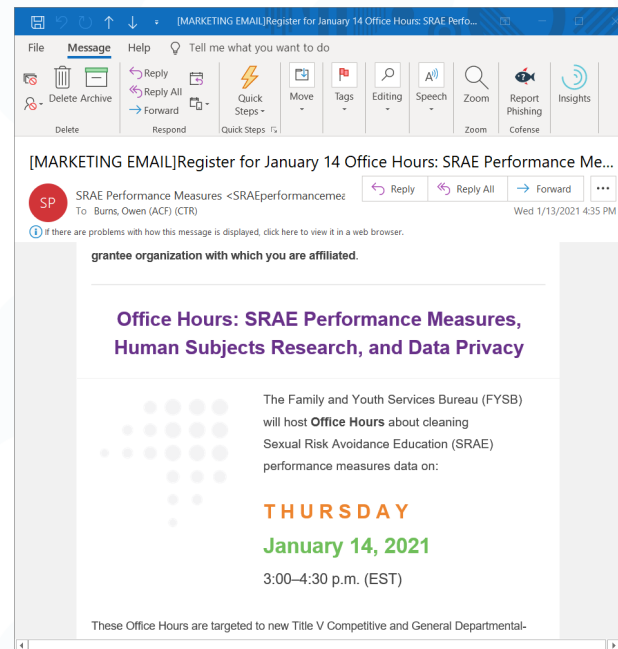 [MARKETING EMAIL]Register for January 14 Office Hours: SRAE Perfo...
File Message Help Tell me what you want to do
Delete Archive
Reply
Reply All
Forward
Quick Steps
Move
Tags
Editing
Speech
Zoom
Report Phishing
Insights
Delete Respond Quick Steps Zoom Cofense
[MARKETING EMAIL]Register for January 14 Office Hours: SRAE Performance Me...
SP
SRAE Performance Measures <SRAEperformancemea
Reply Reply All Forward ...
To Burns, Owen (ACF) (CTR)
Wed 1/13/2021 4:35 PM
If there are problems with how this message is displayed, click here to view it in a web browser.
grantee organization with which you are affiliated.
Office Hours: SRAE Performance Measures,
Human Subjects Research, and Data Privacy
The Family and Youth Services Bureau (FYSB)
will host Office Hours about cleaning
Sexual Risk Avoidance Education (SRAE)
performance measures data on:
THURSDAY
January 14, 2021
3:00–4:30 p.m. (EST)
These Office Hours are targeted to new Title V Competitive and General Departmental-